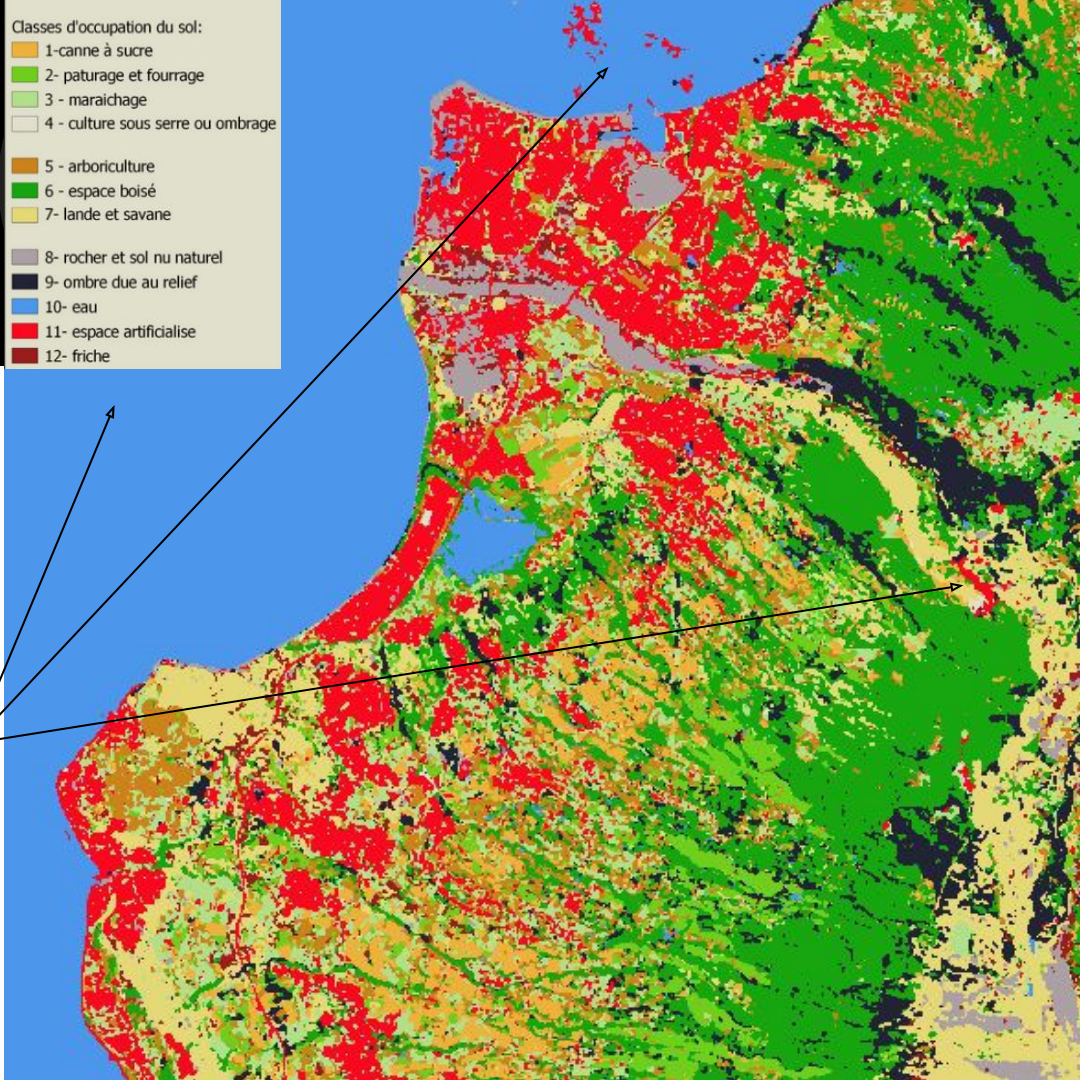 Classes d'occupation du sol:
1-canne à sucre
2- paturage et fourrage
3 - maraichage
4 - culture sous serre ou ombrage
5 - arboriculture
6 - espace boisé
7- lande et savane
8- rocher et sol nu naturel
9- ombre due au relief
10- eau
11- espace artificialise
12- friche